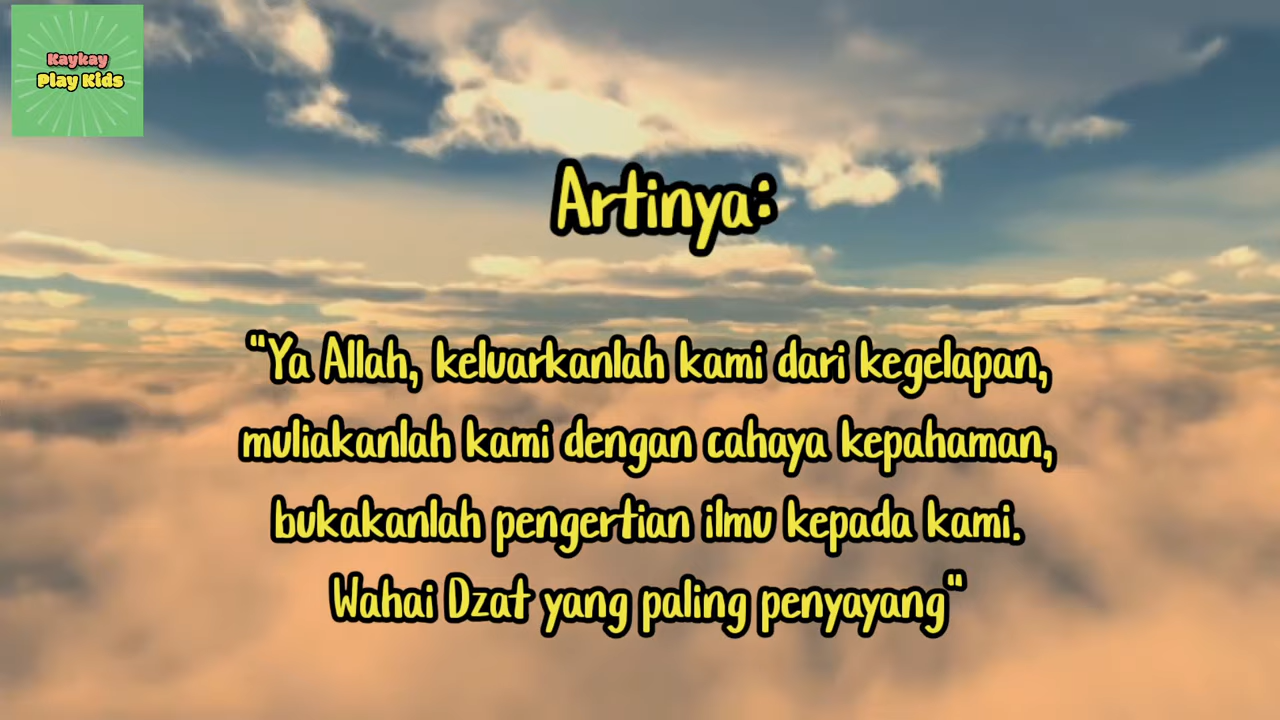 Kaykay
Play Kids
Artinya:
"Ya Allah, keluarkanlah kami dari kegelapan,
muliakanlah kami dengan cahaya kepahaman,
bukakanlah pengertian ilmu kepada kami.
Wahai Dzat yang paling penyayang"